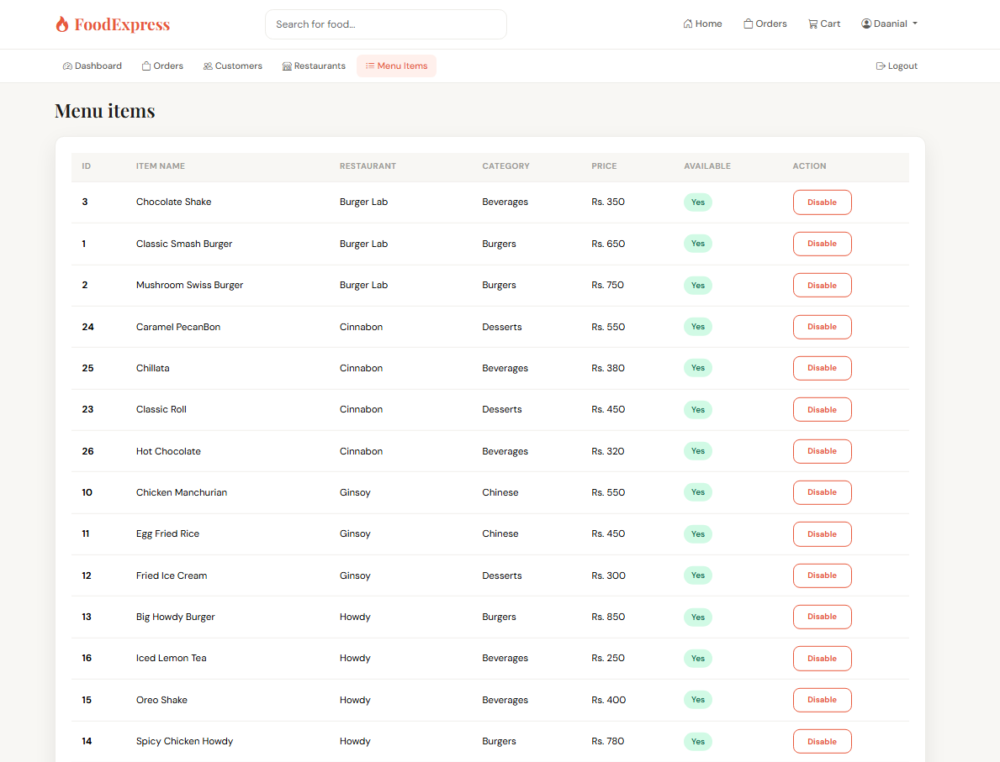 FoodExpress
Search for food...
Home Orders Cart Daanial
Dashboard Orders Customers Restaurants Menu Items Logout
Menu items
ID ITEM NAME RESTAURANT CATEGORY PRICE AVAILABLE ACTION
3 Chocolate Shake Burger Lab Beverages Rs. 350 Yes Disable
1 Classic Smash Burger Burger Lab Burgers Rs. 650 Yes Disable
2 Mushroom Swiss Burger Burger Lab Burgers Rs. 750 Yes Disable
24 Caramel PecanBon Cinnabon Desserts Rs. 550 Yes Disable
25 Chillata Cinnabon Beverages Rs. 380 Yes Disable
23 Classic Roll Cinnabon Desserts Rs. 450 Yes Disable
26 Hot Chocolate Cinnabon Beverages Rs. 320 Yes Disable
10 Chicken Manchurian Ginsoy Chinese Rs. 550 Yes Disable
11 Egg Fried Rice Ginsoy Chinese Rs. 450 Yes Disable
12 Fried Ice Cream Ginsoy Desserts Rs. 300 Yes Disable
13 Big Howdy Burger Howdy Burgers Rs. 850 Yes Disable
16 Iced Lemon Tea Howdy Beverages Rs. 250 Yes Disable
15 Oreo Shake Howdy Beverages Rs. 400 Yes Disable
14 Spicy Chicken Howdy Howdy Burgers Rs. 780 Yes Disable